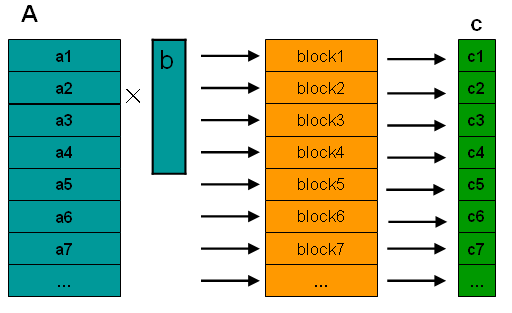 A
c
a1 × b block1 c1
a2 block2 c2
a3 block3 c3
a4 block4 c4
a5 block5 c5
a6 block6 c6
a7 block7 c7
... ... ...